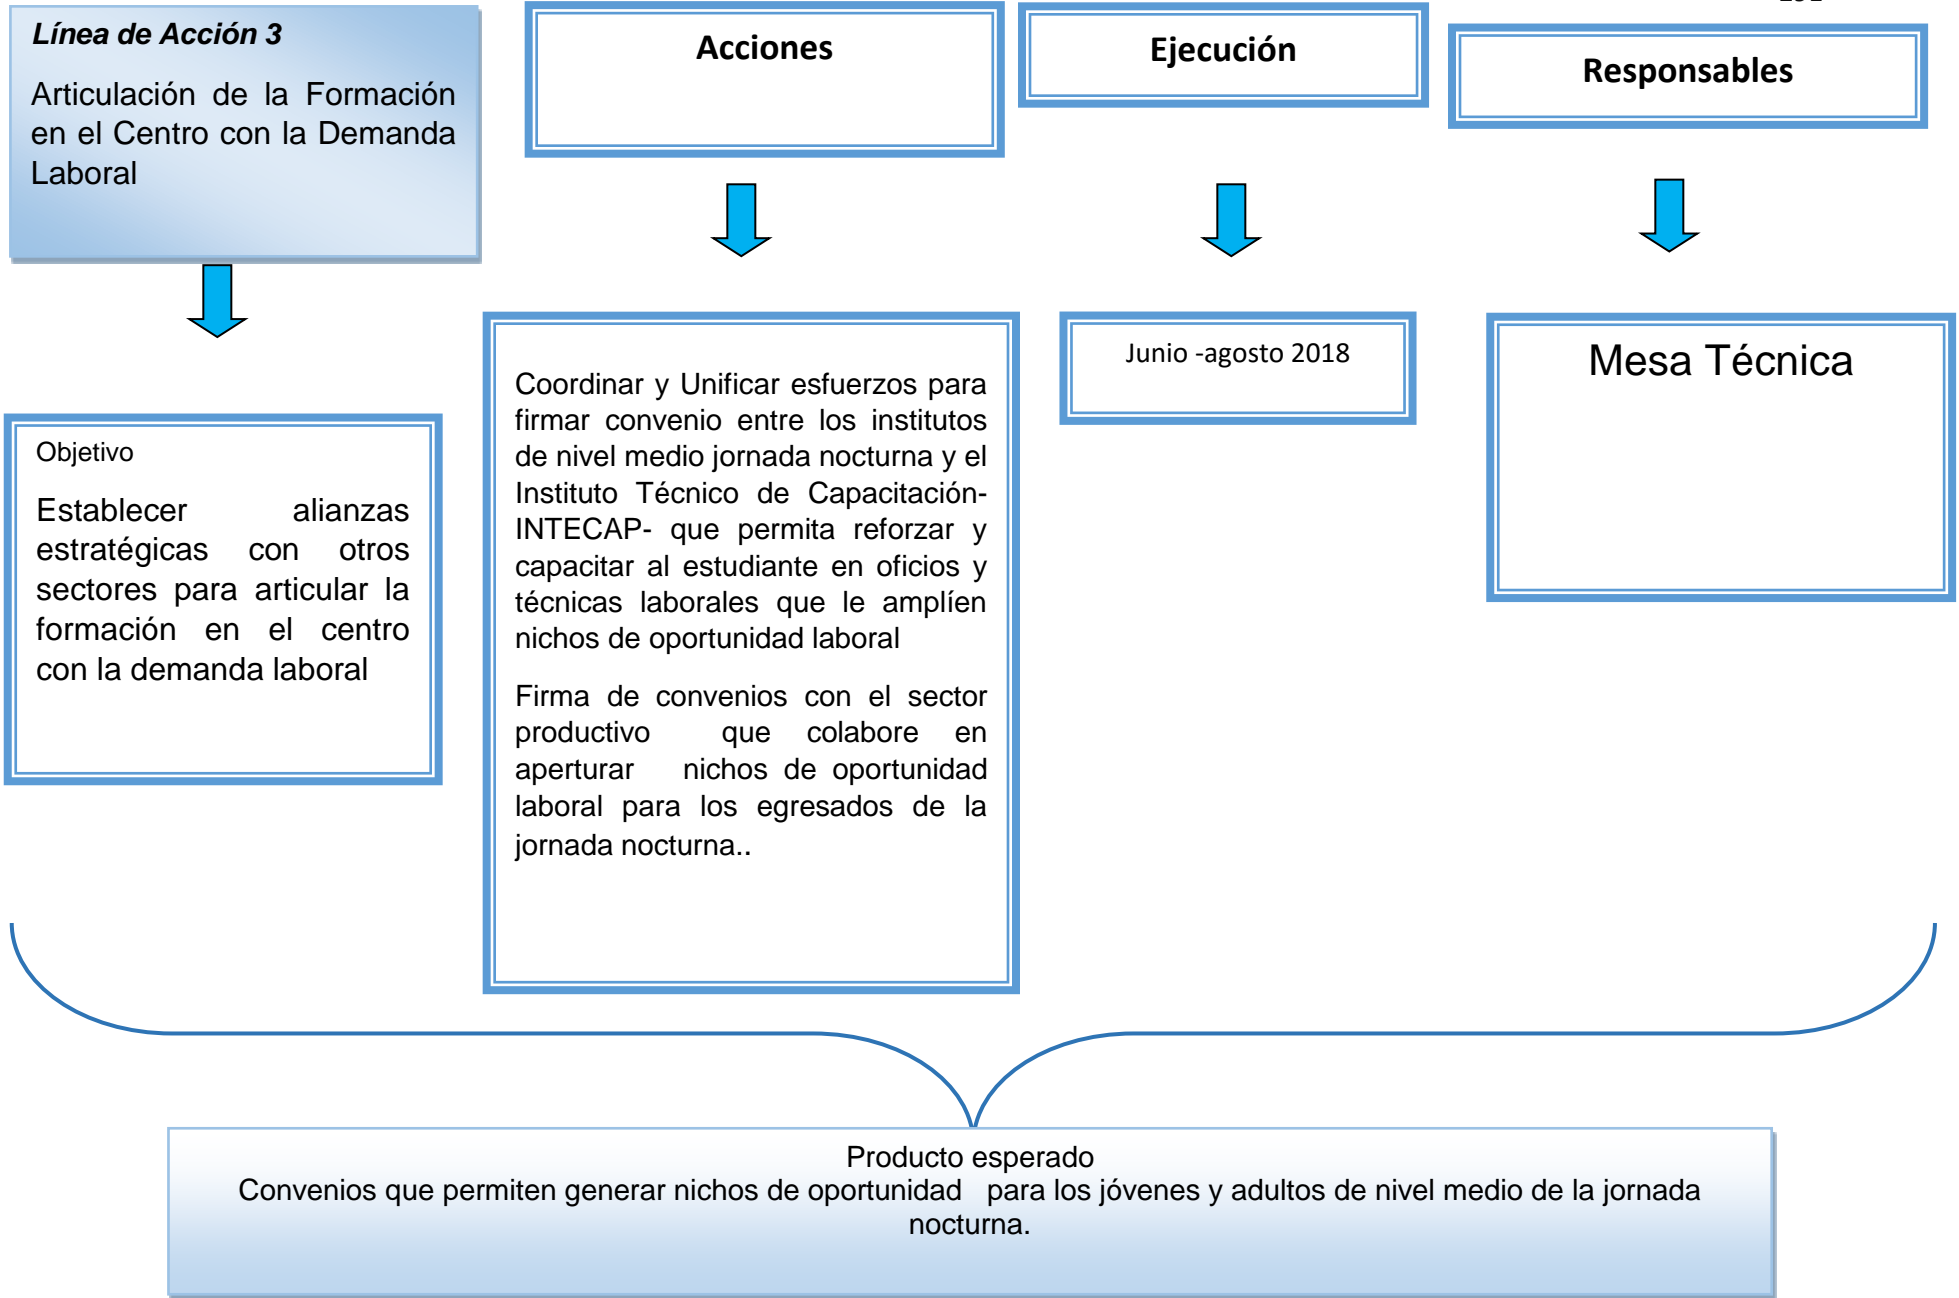 Línea de Acción 3
Articulación de la Formación
en el Centro con la Demanda
Laboral
Acciones
Ejecución
Responsables
Objetivo
Establecer alianzas
estratégicas con otros
sectores para articular la
formación en el centro
con la demanda laboral
Coordinar y Unificar esfuerzos para
firmar convenio entre los institutos
de nivel medio jornada nocturna y el
Instituto Técnico de Capacitación-
INTECAP- que permita reforzar y
capacitar al estudiante en oficios y
técnicas laborales que le amplíen
nichos de oportunidad laboral
Firma de convenios con el sector
productivo que colabore en
aperturar nichos de oportunidad
laboral para los egresados de la
jornada nocturna..
Junio -agosto 2018
Mesa Técnica
Producto esperado
Convenios que permiten generar nichos de oportunidad para los jóvenes y adultos de nivel medio de la jornada
nocturna.